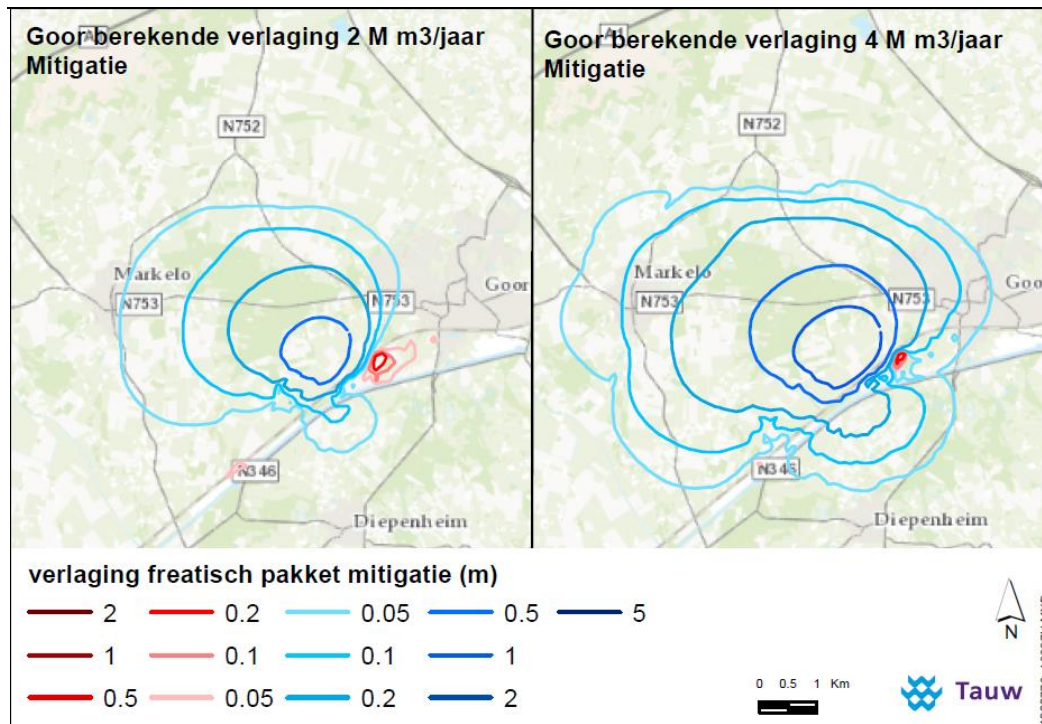 Goor berekende verlaging 2 M m3/jaar
Mitigatie
A1
N752
Markelo
N753
N753
Goor
N346
Diepenheim
Goor berekende verlaging 4 M m3/jaar
Mitigatie
A1
N752
Markelo
N753
N753
Goor
N346
Diepenheim
verlaging freatisch pakket mitigatie (m)
2 0.2 0.05 0.5 5
1 0.1 0.1 1
0.5 0.05 0.2 2
N
0 0.5 1 Km
Tauw